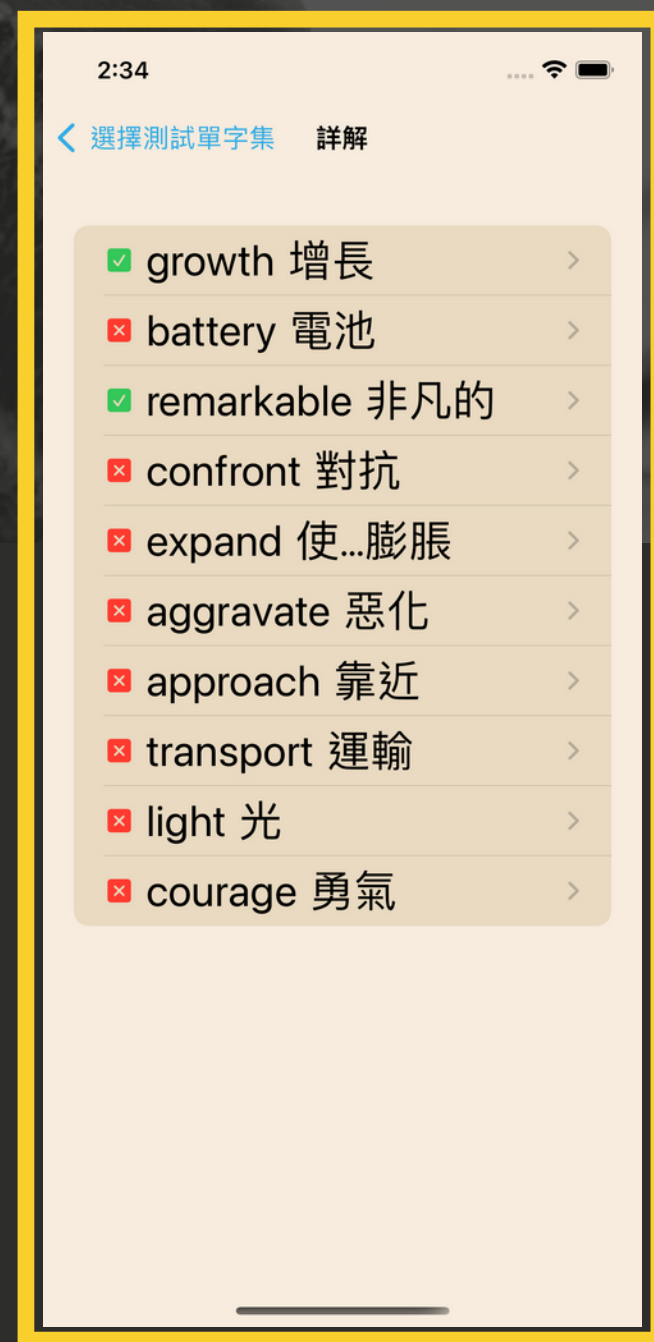 2:34
選擇測試單字集 詳解
growth 增長
battery 電池
remarkable 非凡的
confront 對抗
expand 使…膨脹
aggravate 惡化
approach 靠近
transport 運輸
light 光
courage 勇氣